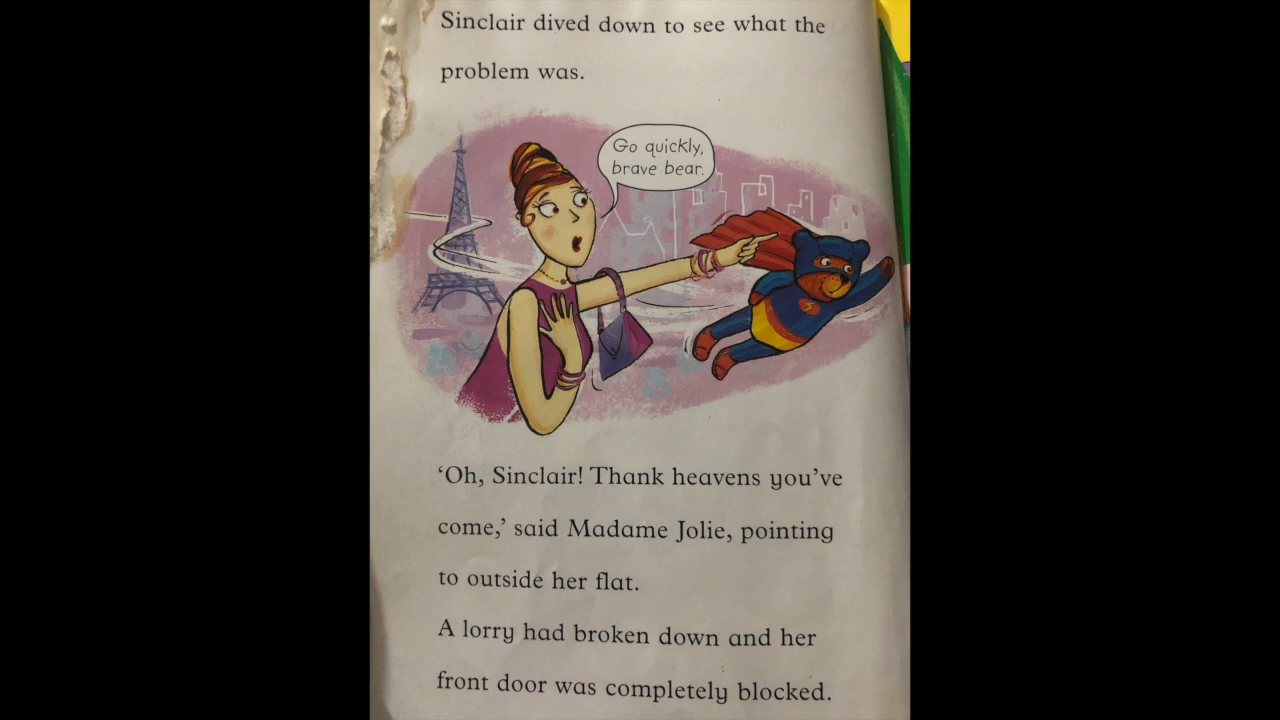 Sinclair dived down to see what the
problem was.
Go quickly,
brave bear.
‘Oh, Sinclair! Thank heavens you’ve
come,’ said Madame Jolie, pointing
to outside her flat.
A lorry had broken down and her
front door was completely blocked.